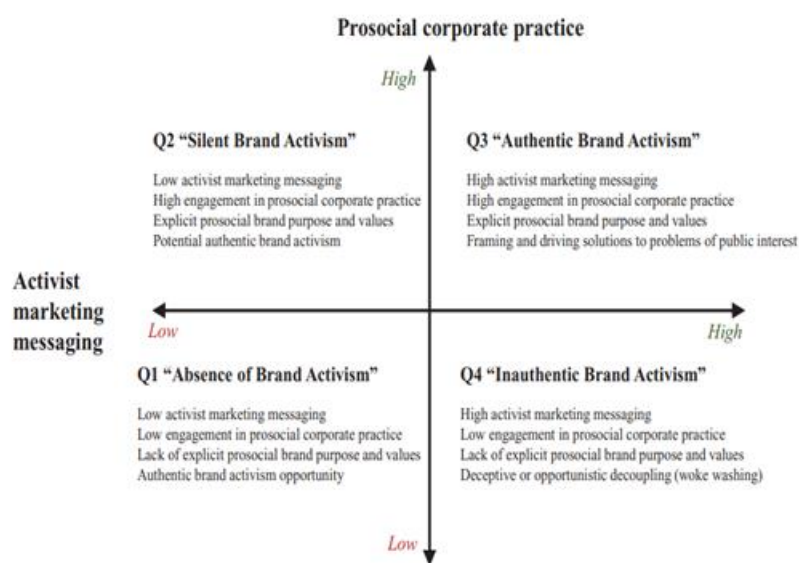 Prosocial corporate practice
High
Q2 “Silent Brand Activism”
Low activist marketing messaging
High engagement in prosocial corporate practice
Explicit prosocial brand purpose and values
Potential authentic brand activism
Q3 “Authentic Brand Activism”
High activist marketing messaging
High engagement in prosocial corporate practice
Explicit prosocial brand purpose and values
Framing and driving solutions to problems of public interest
Activist
marketing
messaging
Low
High
Q1 “Absence of Brand Activism”
Low activist marketing messaging
Low engagement in prosocial corporate practice
Lack of explicit prosocial brand purpose and values
Authentic brand activism opportunity
Q4 “Inauthentic Brand Activism”
High activist marketing messaging
Low engagement in prosocial corporate practice
Lack of explicit prosocial brand purpose and values
Deceptive or opportunistic decoupling (woke washing)
Low